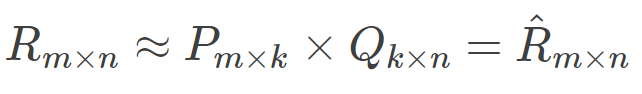 R_{m×n} ≈ P_{m×k} × Q_{k×n} = R̂_{m×n}